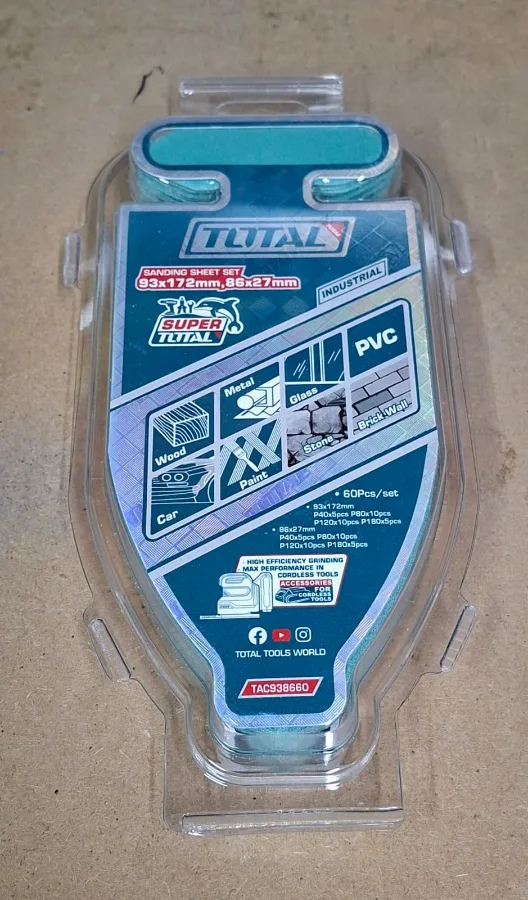 TOTAL
SANDING SHEET SET
93x172mm,86x27mm
INDUSTRIAL
SUPER
TOTAL
Wood
Metal
Glass
PVC
Car
Paint
Stone
Brick Wall
• 60Pcs/set
• 93x172mm
P40x5pcs P80x10pcs
P120x10pcs P180x5pcs
• 86x27mm
P40x5pcs P80x10pcs
P120x10pcs P180x5pcs
• HIGH EFFICIENCY GRINDING
MAX PERFORMANCE IN
CORDLESS TOOLS
ACCESSORIES
FOR
CORDLESS
TOOLS
TOTAL TOOLS WORLD
TAC938660